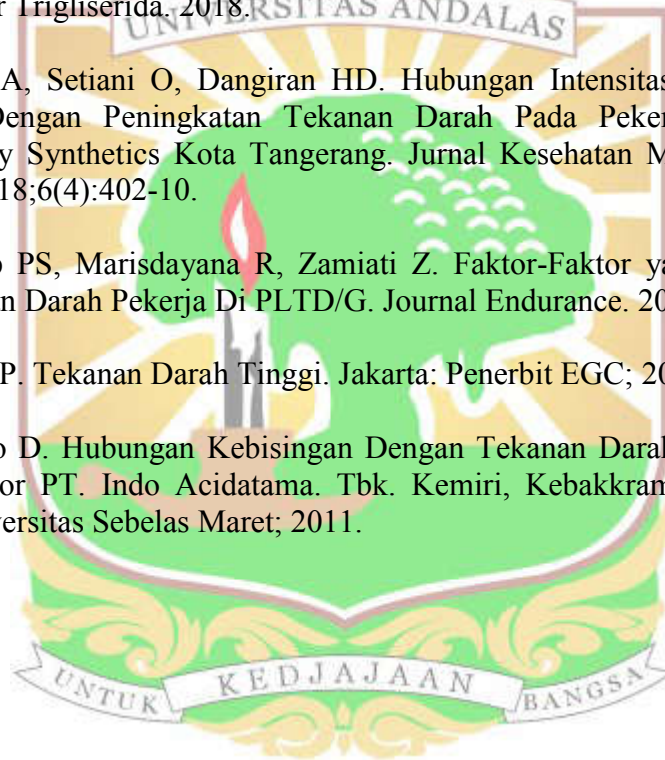 r Trigliserida. 2018.
UNIVERSITAS ANDALAS
A, Setiani O, Dangiran HD. Hubungan Intensitas
Dengan Peningkatan Tekanan Darah Pada Peker
y Synthetics Kota Tangerang. Jurnal Kesehatan M
18;6(4):402-10.
o PS, Marisdayana R, Zamiati Z. Faktor-Faktor ya
n Darah Pekerja Di PLTD/G. Journal Endurance. 20
P. Tekanan Darah Tinggi. Jakarta: Penerbit EGC; 20
o D. Hubungan Kebisingan Dengan Tekanan Darah
or PT. Indo Acidatama. Tbk. Kemiri, Kebakkram
versitas Sebelas Maret; 2011.
UNTUK KEDJAJAAN BANGSA